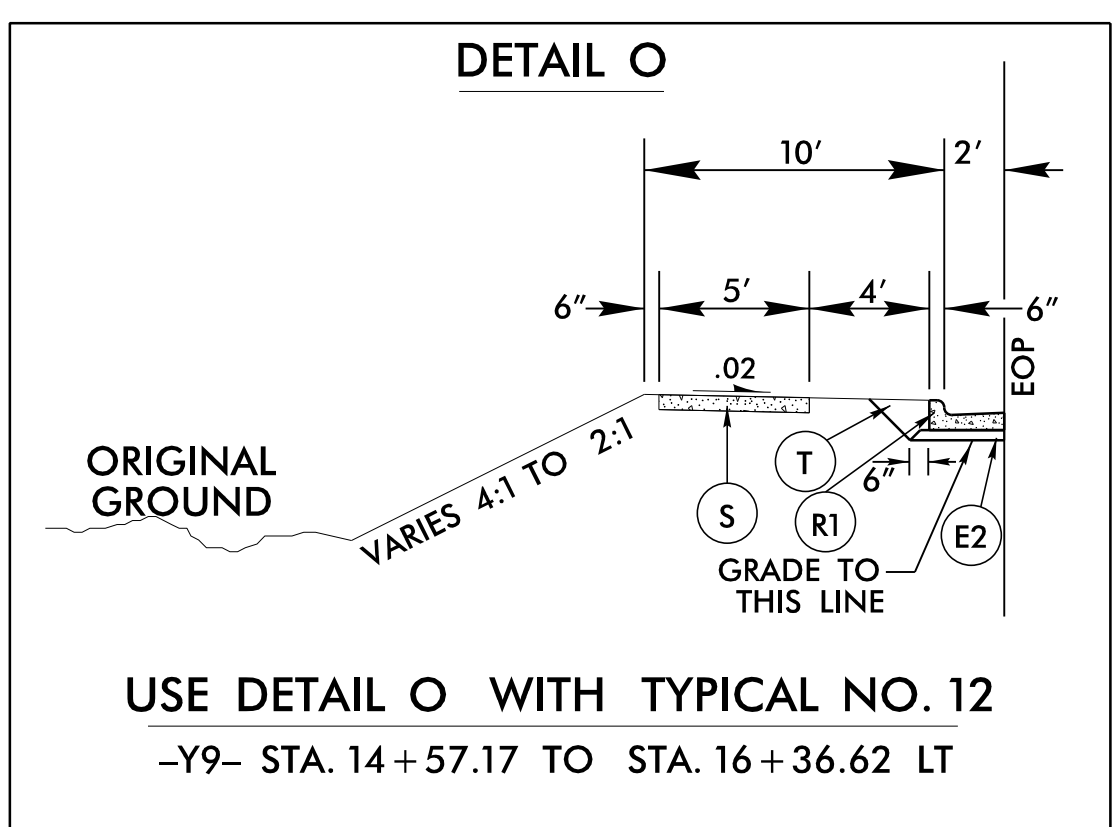 DETAIL O
10' 2'
6" 5' 4' 6"
.02
EOP
ORIGINAL
GROUND
VARIES 4:1 TO 2:1
T
6"
S
R1
E2
GRADE TO
THIS LINE
USE DETAIL O WITH TYPICAL NO. 12
–Y9– STA. 14+57.17 TO STA. 16+36.62 LT